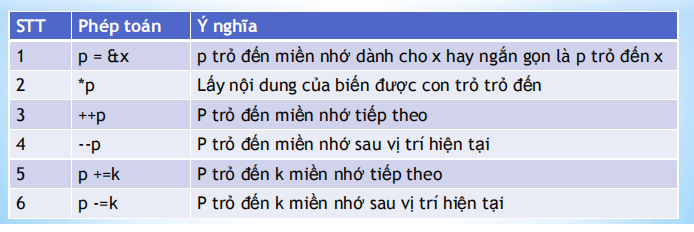 STT Phép toán Ý nghĩa
1 p = &x p trỏ đến miền nhớ dành cho x hay ngắn gọn là p trỏ đến x
2 *p Lấy nội dung của biến được con trỏ trỏ đến
3 ++p P trỏ đến miền nhớ tiếp theo
4 --p P trỏ đến miền nhớ sau vị trí hiện tại
5 p +=k P trỏ đến k miền nhớ tiếp theo
6 p -=k P trỏ đến k miền nhớ sau vị trí hiện tại